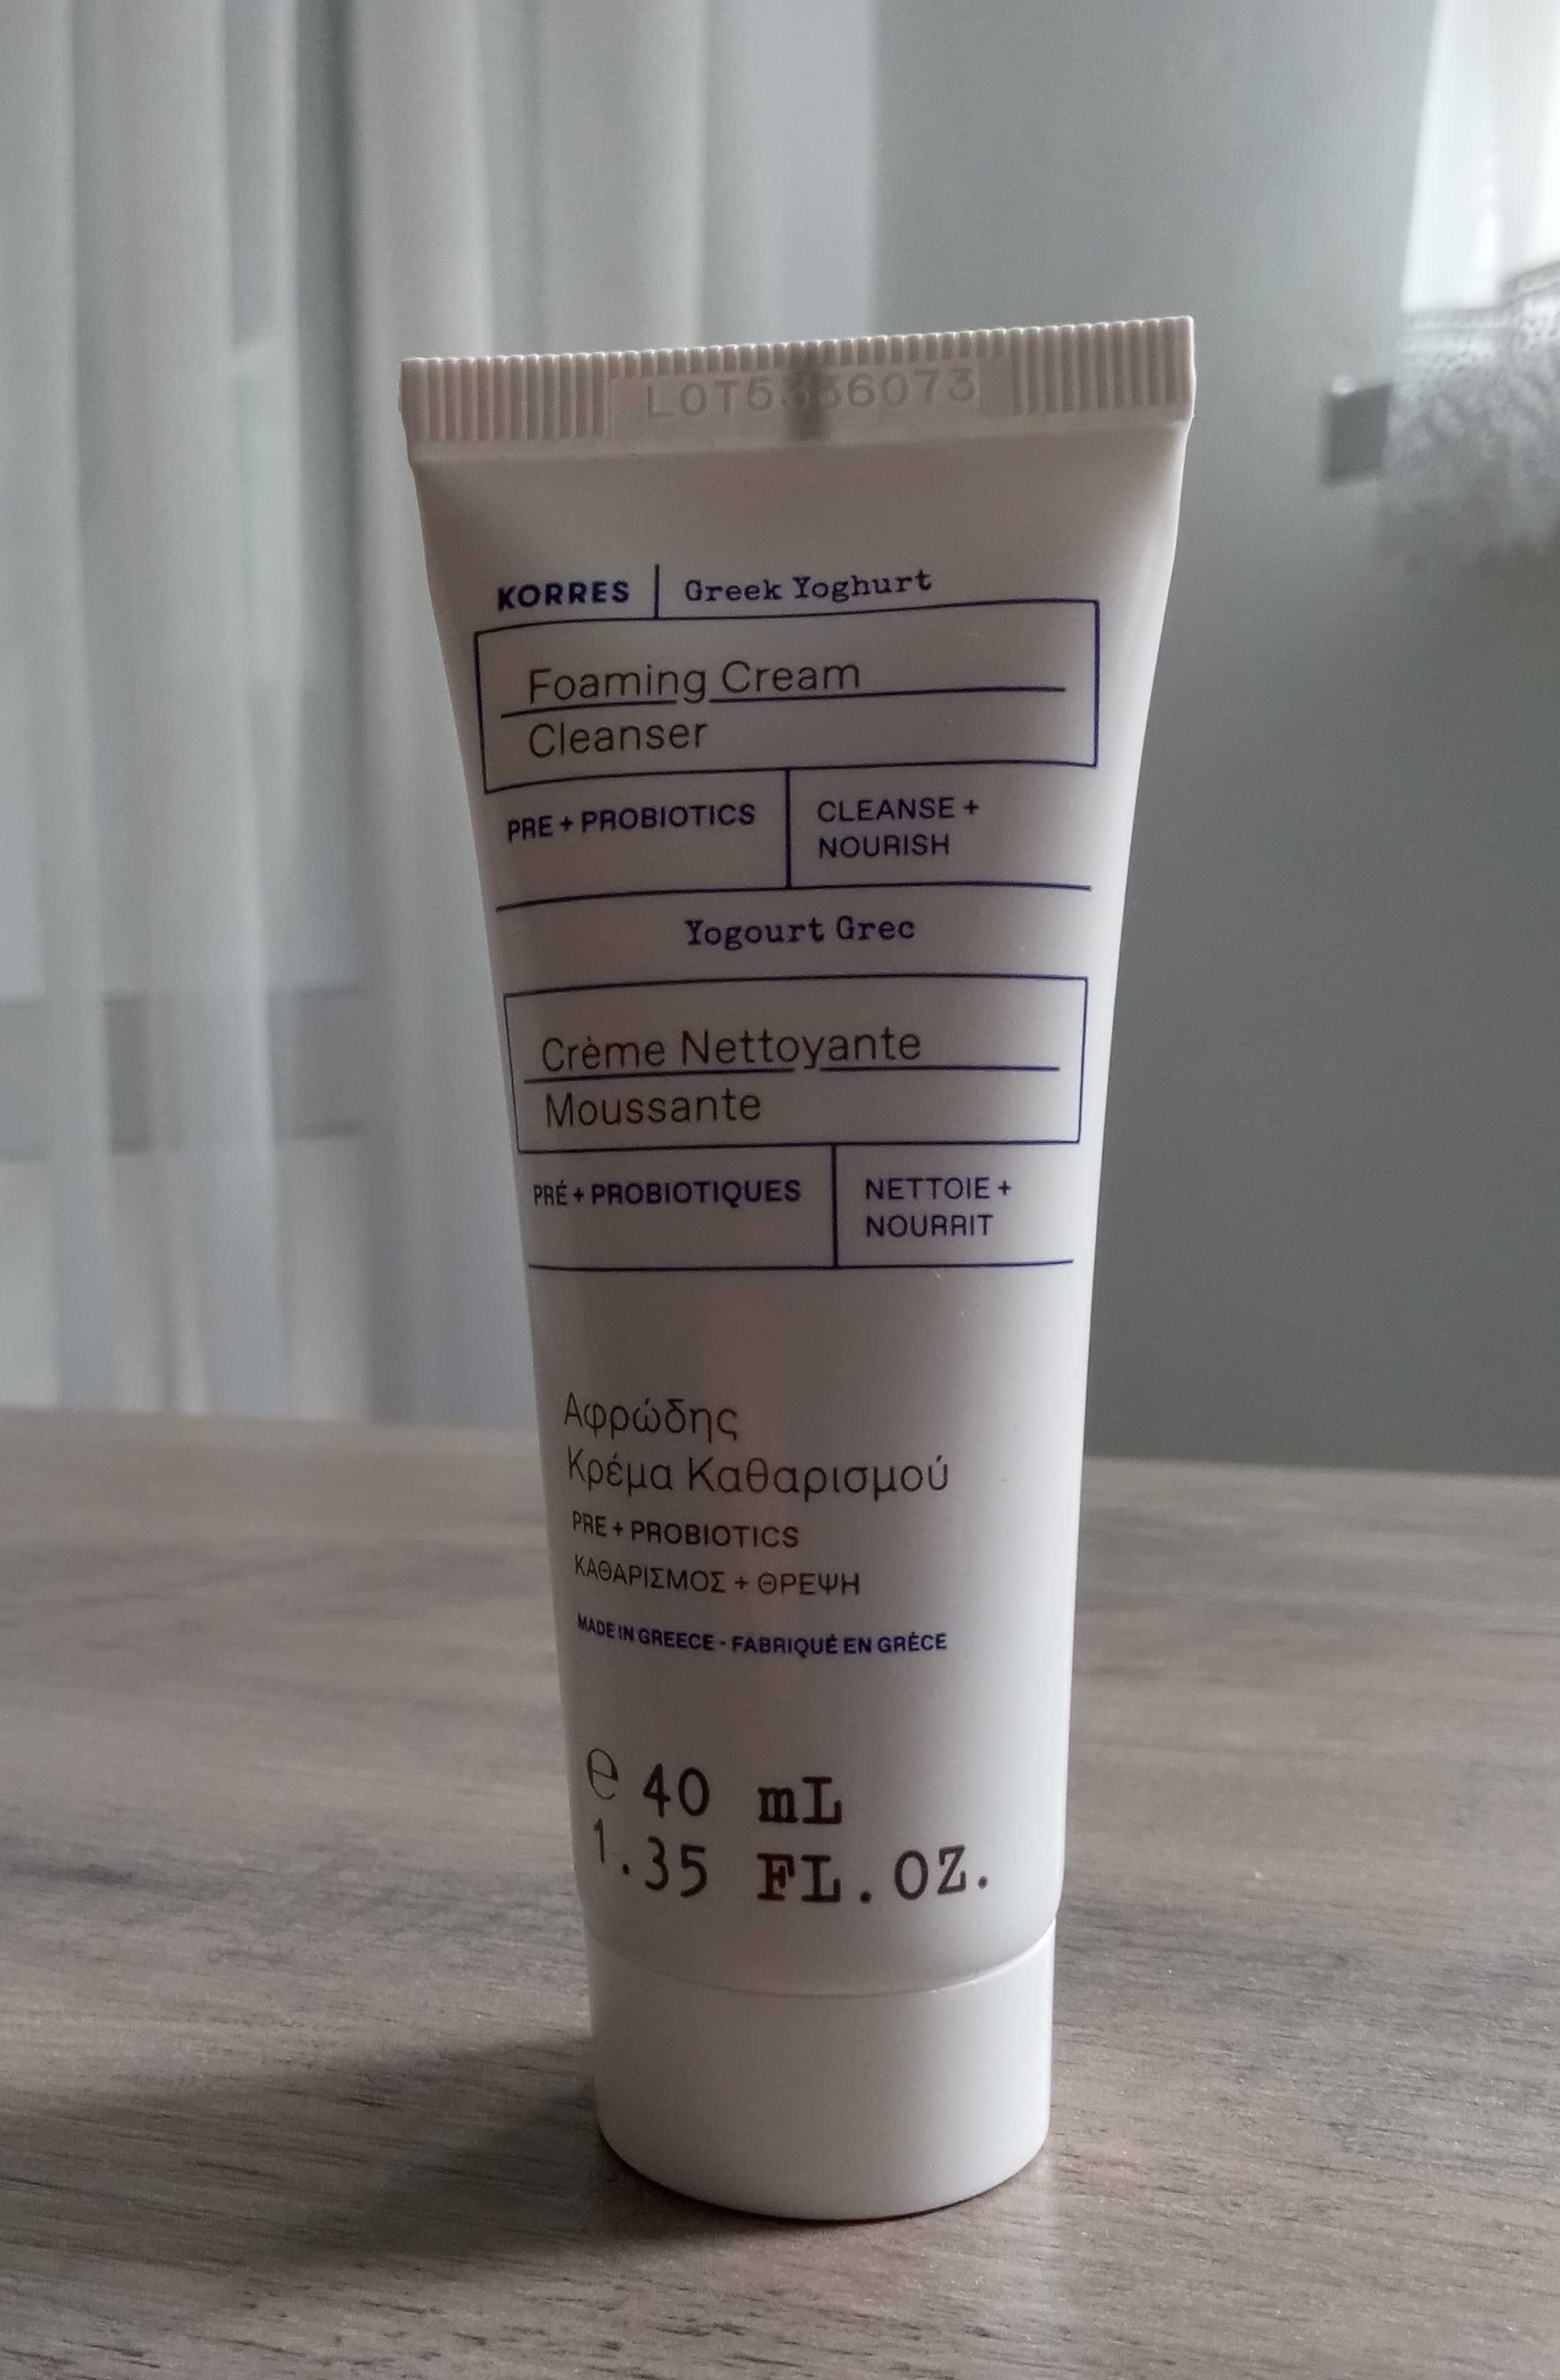 KORRES | Greek Yoghurt
Foaming Cream
Cleanser
PRE + PROBIOTICS
CLEANSE +
NOURISH
Yogourt Grec
Crème Nettoyante
Moussante
PRÉ + PROBIOTIQUES
NETTOIE +
NOURRIT
Αφρώδης
Κρέμα Καθαρισμού
PRE + PROBIOTICS
ΚΑΘΑΡΙΣΜΟΣ + ΘΡΕΨΗ
MADE IN GREECE - FABRIQUÉ EN GRÈCE
e 40 mL
1.35 FL.OZ.